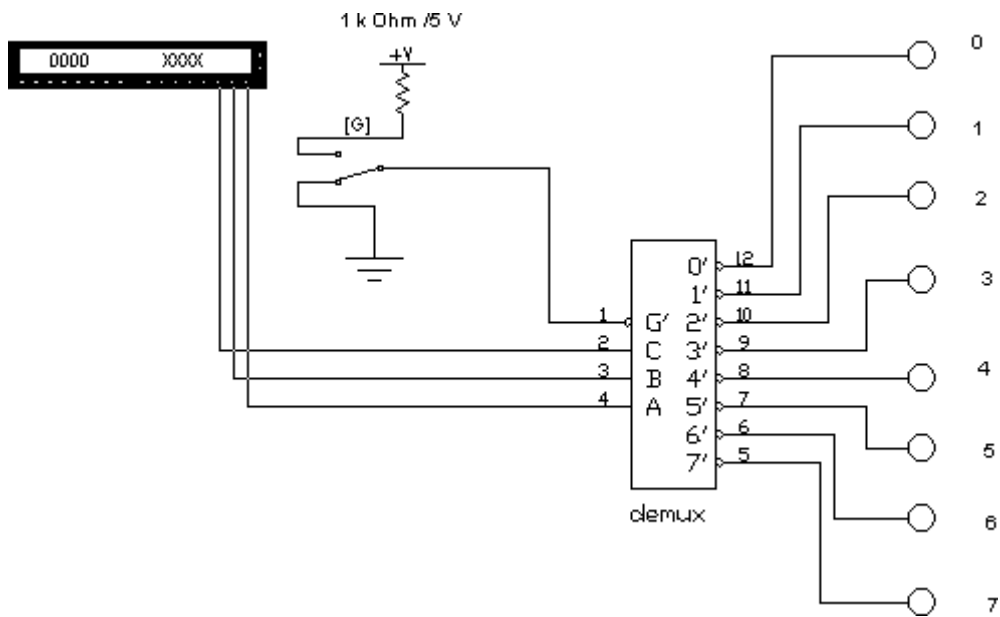 1 k Ohm /5 V
+V
0000 XXXX
[G]
0
1
2
3
4
5
6
7
0' 12
1' 11
1 G' 2' 10
2 C 3' 9
3 B 4' 8
4 A 5' 7
6' 6
7' 5
demux